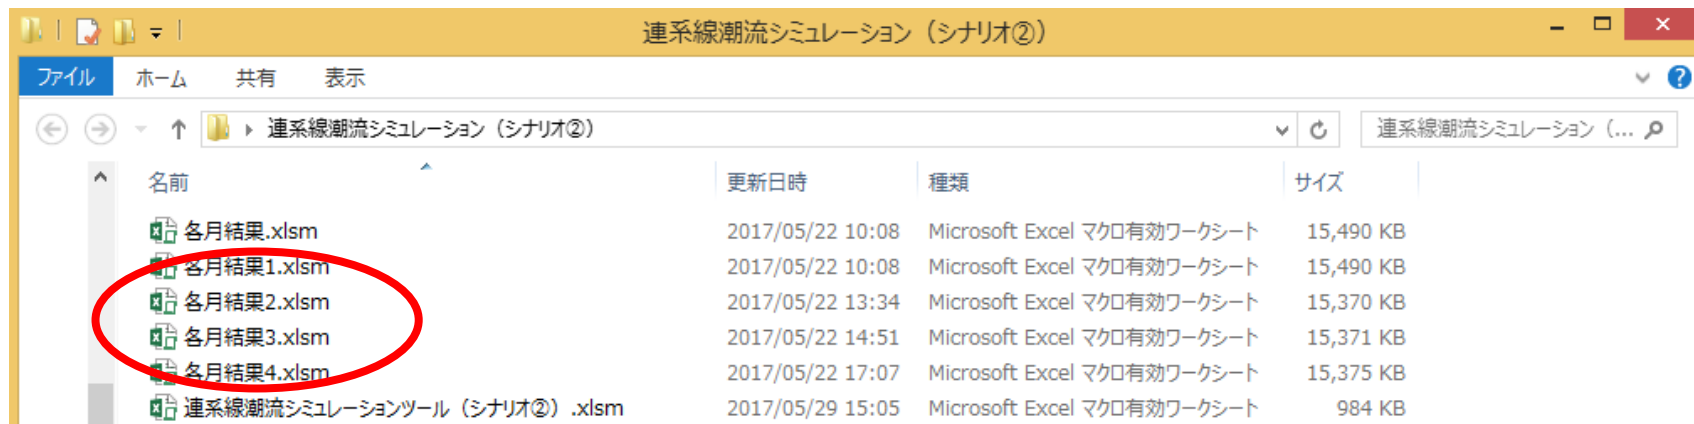 連系線潮流シミュレーション（シナリオ②）
ファイル ホーム 共有 表示
連系線潮流シミュレーション（シナリオ②） 連系線潮流シミュレーション（...
名前 更新日時 種類 サイズ
各月結果.xlsm 2017/05/22 10:08 Microsoft Excel マクロ有効ワークシート 15,490 KB
各月結果1.xlsm 2017/05/22 10:08 Microsoft Excel マクロ有効ワークシート 15,490 KB
各月結果2.xlsm 2017/05/22 13:34 Microsoft Excel マクロ有効ワークシート 15,370 KB
各月結果3.xlsm 2017/05/22 14:51 Microsoft Excel マクロ有効ワークシート 15,371 KB
各月結果4.xlsm 2017/05/22 17:07 Microsoft Excel マクロ有効ワークシート 15,375 KB
連系線潮流シミュレーションツール（シナリオ②）.xlsm 2017/05/29 15:05 Microsoft Excel マクロ有効ワークシート 984 KB